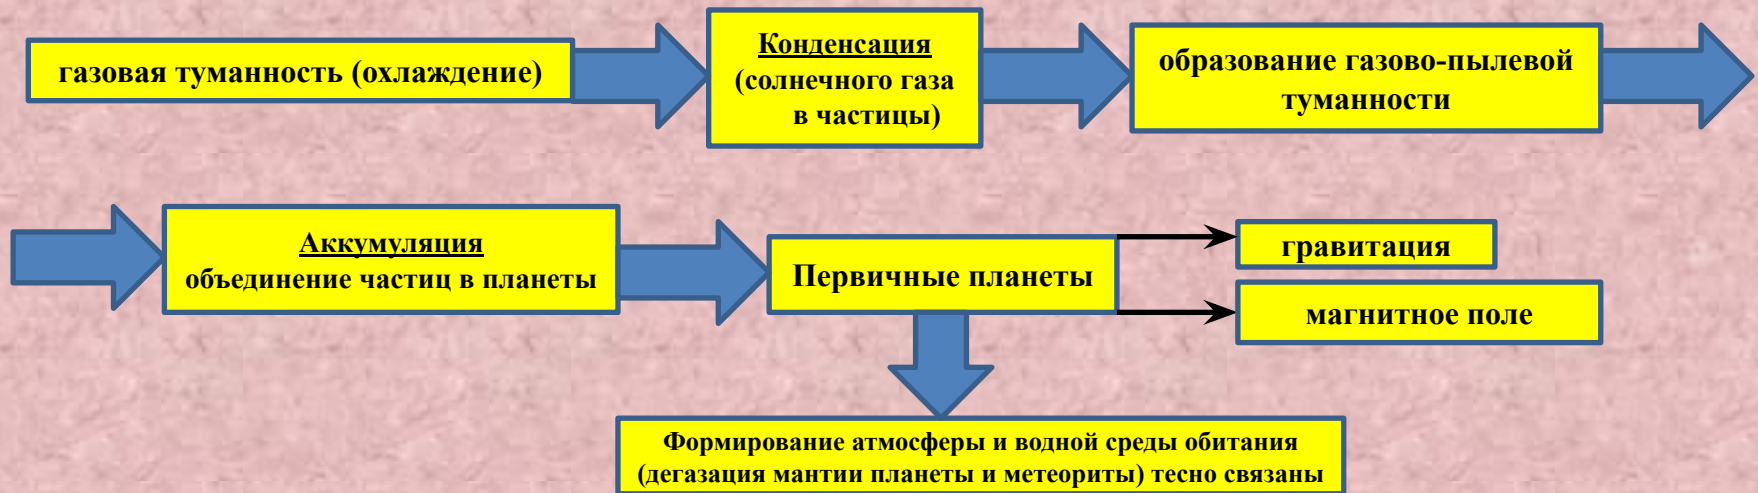 газовая туманность (охлаждение)
Конденсация
(солнечного газа
в частицы)
образование газово-пылевой
туманности
Аккумуляция
объединение частиц в планеты
Первичные планеты
гравитация
магнитное поле
Формирование атмосферы и водной среды обитания
(дегазация мантии планеты и метеориты) тесно связаны